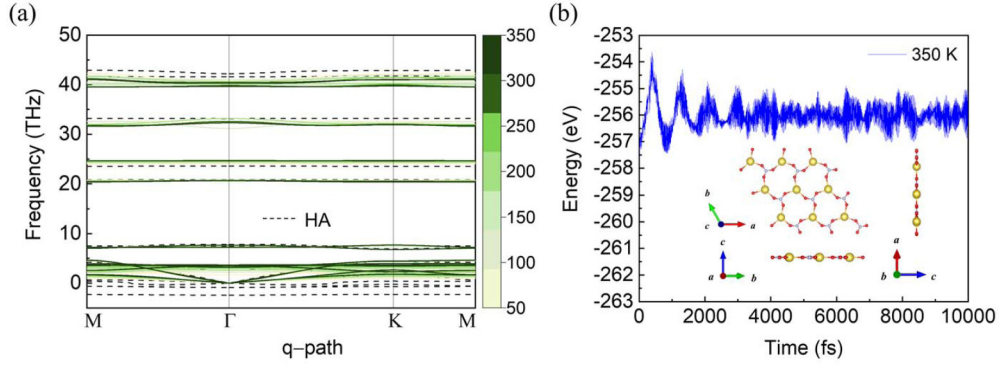 (a)
50
40
30
20
10
0
Frequency (THz)
HA
M
Γ
K
M
q−path
350
300
250
200
150
100
50
(b)
-253
-254
-255
-256
-257
-258
-259
-260
-261
-262
-263
Energy (eV)
350 K
b
c
a
c
a
b
a
b
c
0
2000
4000
6000
8000
10000
Time (fs)